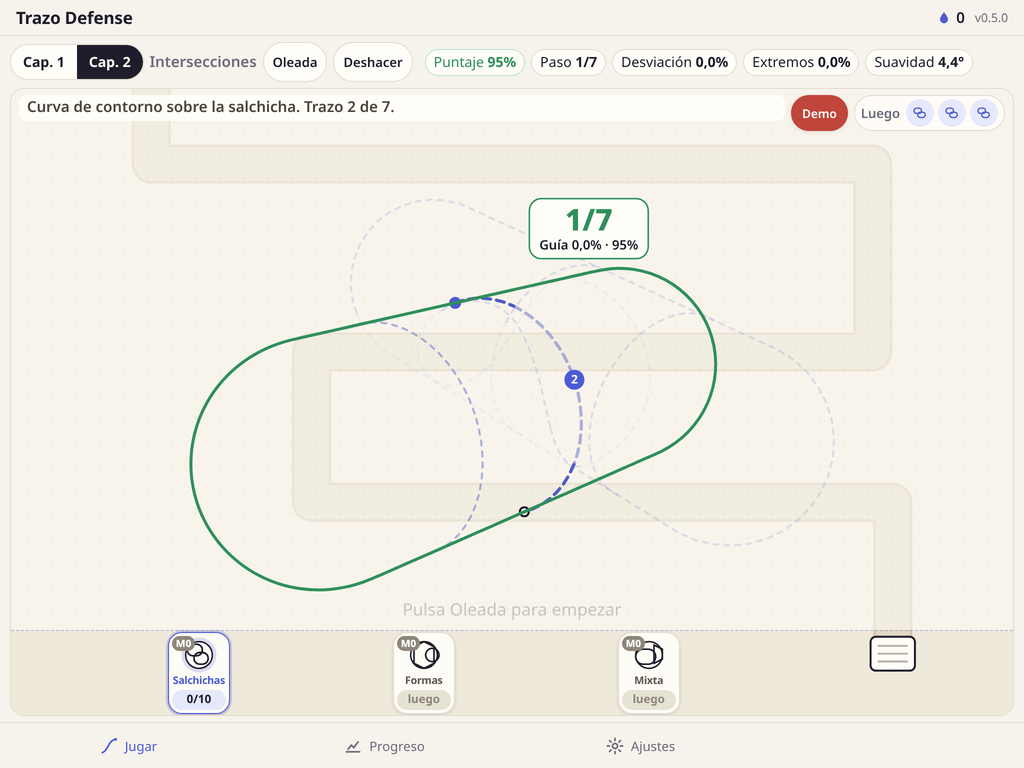 Trazo Defense
0 v0.5.0
Cap. 1 Cap. 2 Intersecciones Oleada Deshacer Puntaje 95% Paso 1/7 Desviación 0,0% Extremos 0,0% Suavidad 4,4°
Curva de contorno sobre la salchicha. Trazo 2 de 7.
Demo Luego
1/7
Guía 0,0% · 95%
2
Pulsa Oleada para empezar
M0 M0 M0
Salchichas Formas Mixta
0/10 luego luego
Jugar Progreso Ajustes